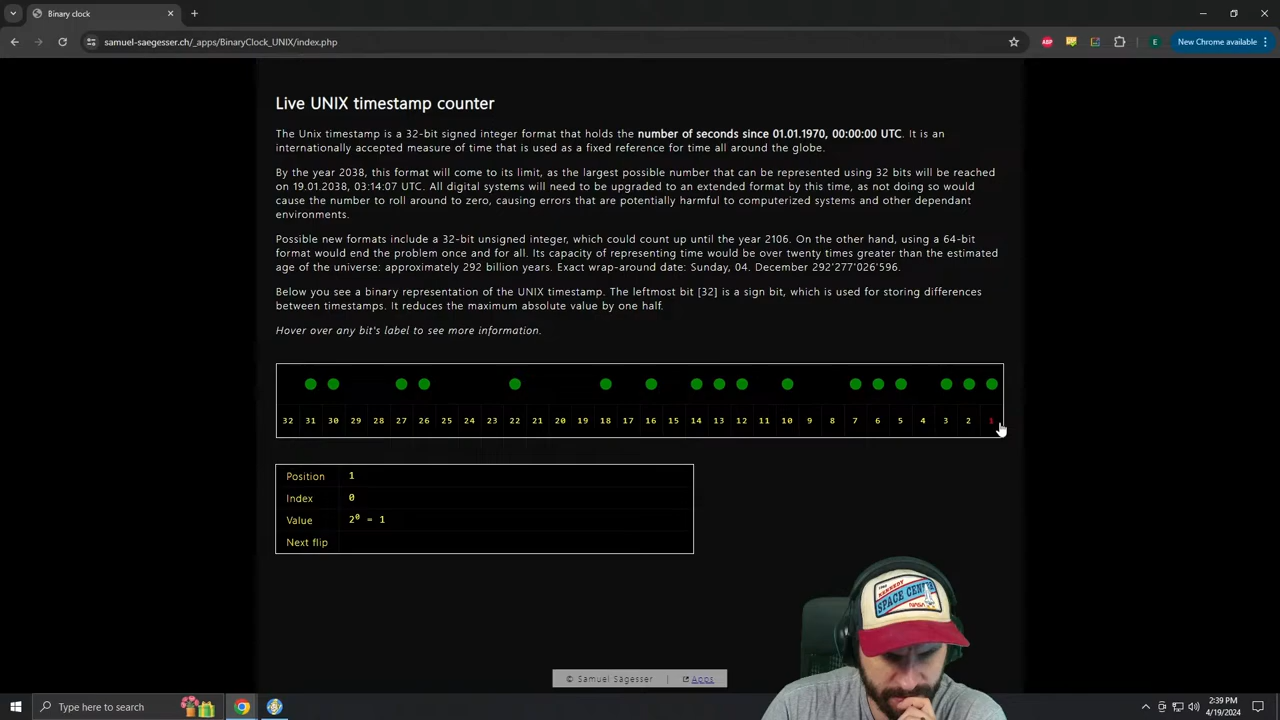 Binary clock
samuel-saegesser.ch/_apps/BinaryClock_UNIX/index.php
ABP
E
New Chrome available
Live UNIX timestamp counter
The Unix timestamp is a 32-bit signed integer format that holds the number of seconds since 01.01.1970, 00:00:00 UTC. It is an
internationally accepted measure of time that is used as a fixed reference for time all around the globe.
By the year 2038, this format will come to its limit, as the largest possible number that can be represented using 32 bits will be reached
on 19.01.2038, 03:14:07 UTC. All digital systems will need to be upgraded to an extended format by this time, as not doing so would
cause the number to roll around to zero, causing errors that are potentially harmful to computerized systems and other dependant
environments.
Possible new formats include a 32-bit unsigned integer, which could count up until the year 2106. On the other hand, using a 64-bit
format would end the problem once and for all. Its capacity of representing time would be over twenty times greater than the estimated
age of the universe: approximately 292 billion years. Exact wrap-around date: Sunday, 04. December 292'277'026'596.
Below you see a binary representation of the UNIX timestamp. The leftmost bit [32] is a sign bit, which is used for storing differences
between timestamps. It reduces the maximum absolute value by one half.
Hover over any bit's label to see more information.
32 31 30 29 28 27 26 25 24 23 22 21 20 19 18 17 16 15 14 13 12 11 10 9 8 7 6 5 4 3 2 1
Position 1
Index 0
Value 2⁰ = 1
Next flip
KENNEDY
SPACE CENTER
NASA
© Samuel Sägesser | Apps
Type here to search
2:39 PM
4/19/2024